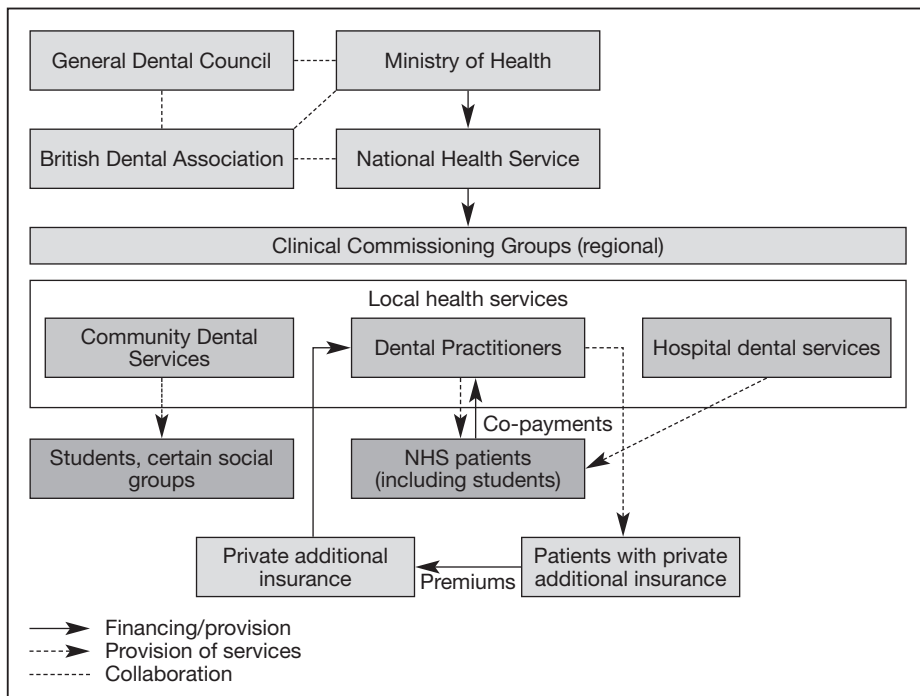 General Dental Council
Ministry of Health
British Dental Association
National Health Service
Clinical Commissioning Groups (regional)
Local health services
Community Dental
Services
Dental Practitioners
Hospital dental services
Co-payments
Students, certain social
groups
NHS patients
(including students)
Private additional
insurance
Premiums
Patients with private
additional insurance
Financing/provision
Provision of services
Collaboration